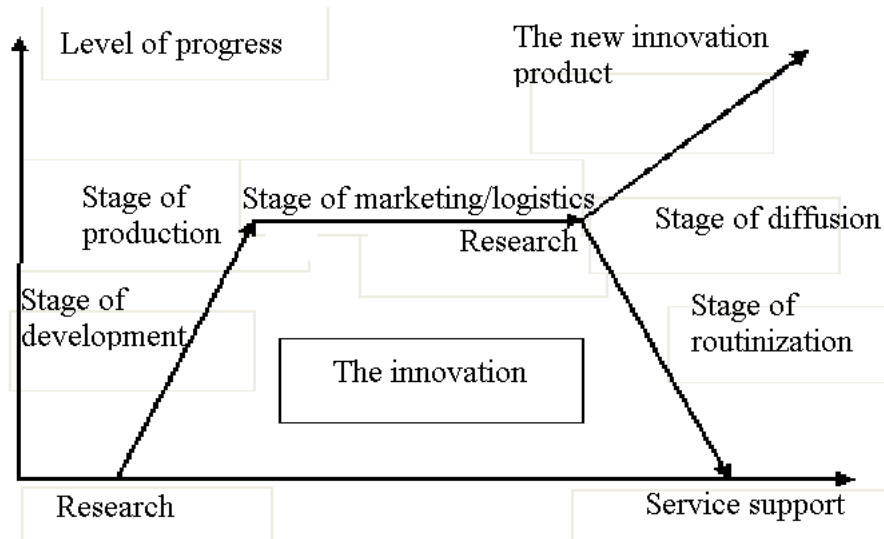 Level of progress
The new innovation
product
Stage of
production
Stage of marketing/logistics
Research
Stage of diffusion
Stage of
development
Stage of
routinization
The innovation
Research
Service support